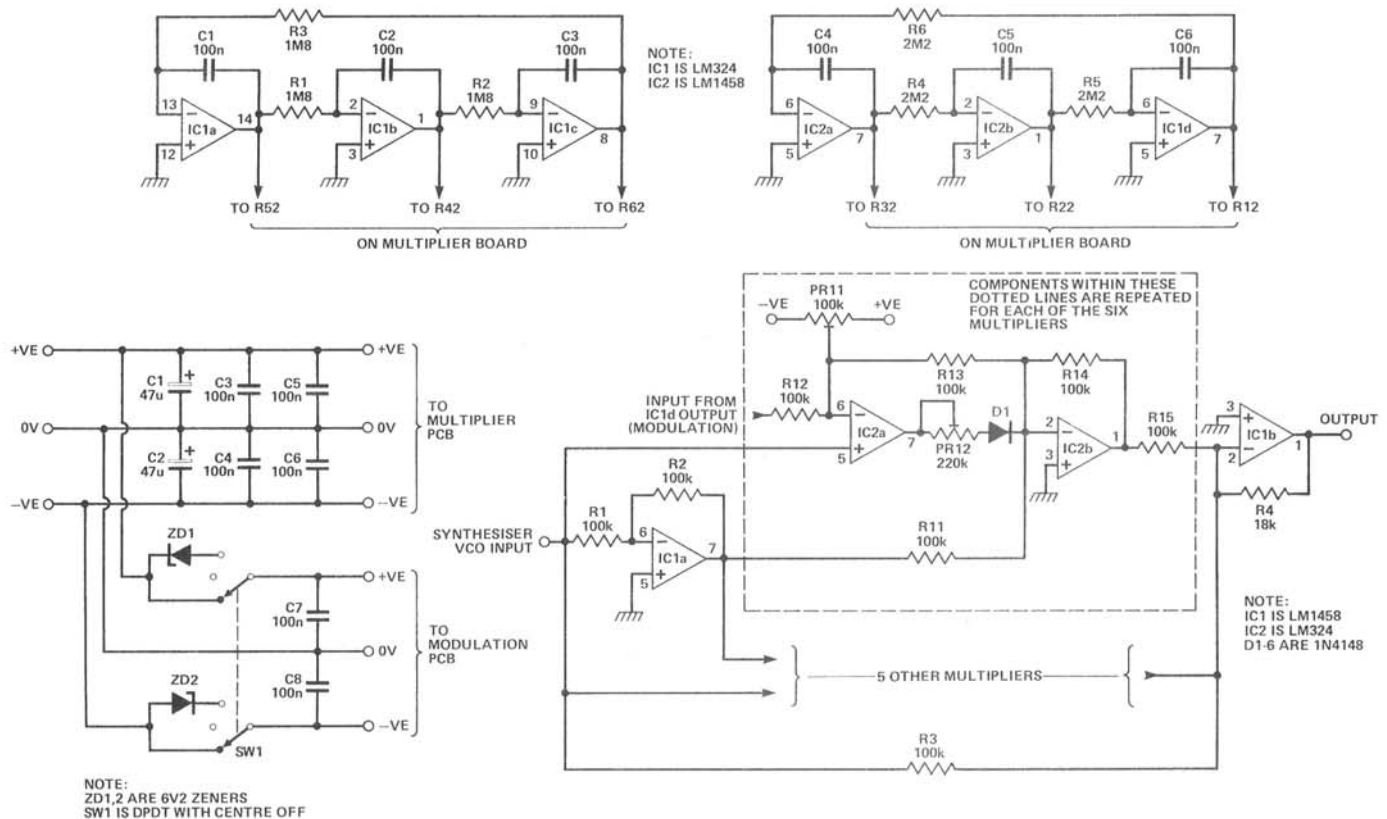 R3
1M8
C1
100n
C2
100n
C3
100n
R1
1M8
R2
1M8
13
12
14
IC1a
2
3
1
IC1b
9
10
8
IC1c
TO R52
TO R42
TO R62
ON MULTIPLIER BOARD
NOTE:
IC1 IS LM324
IC2 IS LM1458
R6
2M2
C4
100n
C5
100n
C6
100n
R4
2M2
R5
2M2
6
5
7
IC2a
2
3
1
IC2b
6
5
7
IC1d
TO R32
TO R22
TO R12
ON MULTIPLIER BOARD
+VE
0V
−VE
C1
47u
+
C2
47u
+
C3
100n
C4
100n
C5
100n
C6
100n
+VE
0V
−VE
TO
MULTIPLIER
PCB
ZD1
ZD2
SW1
C7
100n
C8
100n
+VE
0V
−VE
TO
MODULATION
PCB
NOTE:
ZD1,2 ARE 6V2 ZENERS
SW1 IS DPDT WITH CENTRE OFF
COMPONENTS WITHIN THESE
DOTTED LINES ARE REPEATED
FOR EACH OF THE SIX
MULTIPLIERS
PR11
100k
−VE
+VE
R12
100k
R13
100k
R14
100k
INPUT FROM
IC1d OUTPUT
(MODULATION)
6
5
7
IC2a
PR12
220k
D1
2
3
1
IC2b
R15
100k
3
2
1
IC1b
OUTPUT
R4
18k
SYNTHESISER
VCO INPUT
R1
100k
R2
100k
6
5
7
IC1a
R11
100k
5 OTHER MULTIPLIERS
R3
100k
NOTE:
IC1 IS LM1458
IC2 IS LM324
D1-6 ARE 1N4148